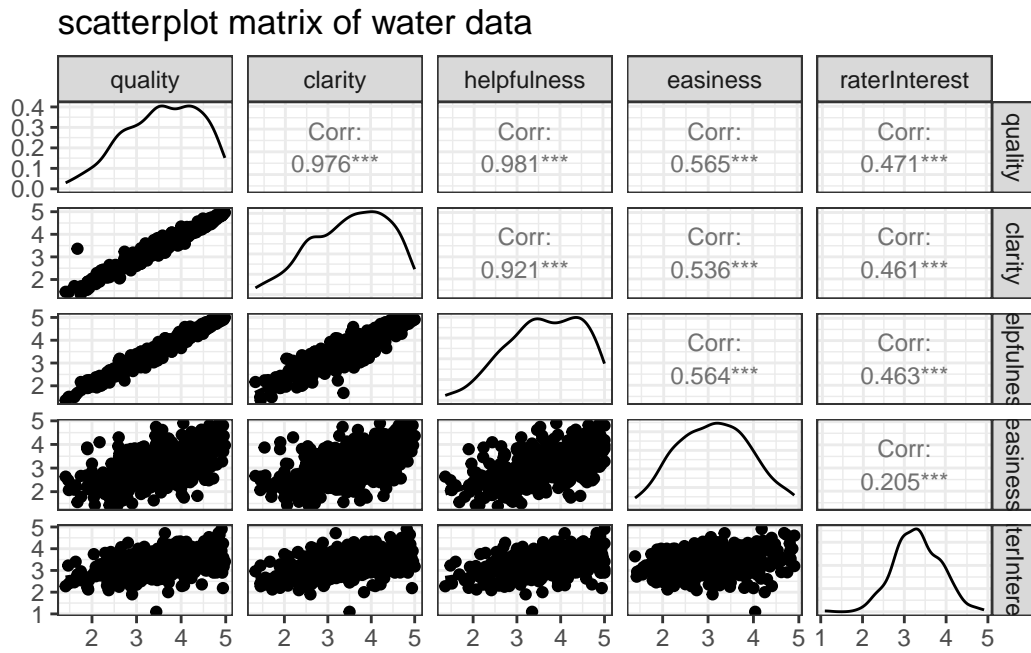 scatterplot matrix of water data
quality clarity helpfulness easiness raterInterest
0.4
0.3
0.2
0.1
0.0
Corr:
0.976***
Corr:
0.981***
Corr:
0.565***
Corr:
0.471***
quality
5
4
3
2
Corr:
0.921***
Corr:
0.536***
Corr:
0.461***
clarity
5
4
3
2
Corr:
0.564***
Corr:
0.463***
elpfulnes
5
4
3
2
Corr:
0.205***
easiness
5
4
3
2
1
terIntere
2 3 4 5 2 3 4 5 2 3 4 5 2 3 4 5 1 2 3 4 5